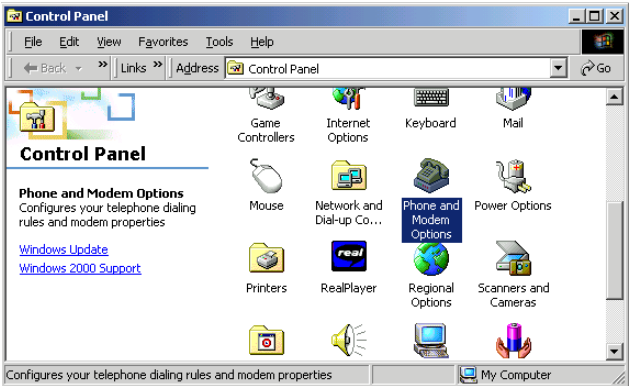 Control Panel
File Edit View Favorites Tools Help
Back » Links » Address Control Panel Go
Game Controllers
Internet Options
Keyboard
Mail
Control Panel
Phone and Modem Options
Configures your telephone dialing
rules and modem properties
Windows Update
Windows 2000 Support
Mouse
Network and
Dial-up Co...
Phone and
Modem
Options
Power Options
Printers
real
RealPlayer
Regional
Options
Scanners and
Cameras
Configures your telephone dialing rules and modem properties
My Computer